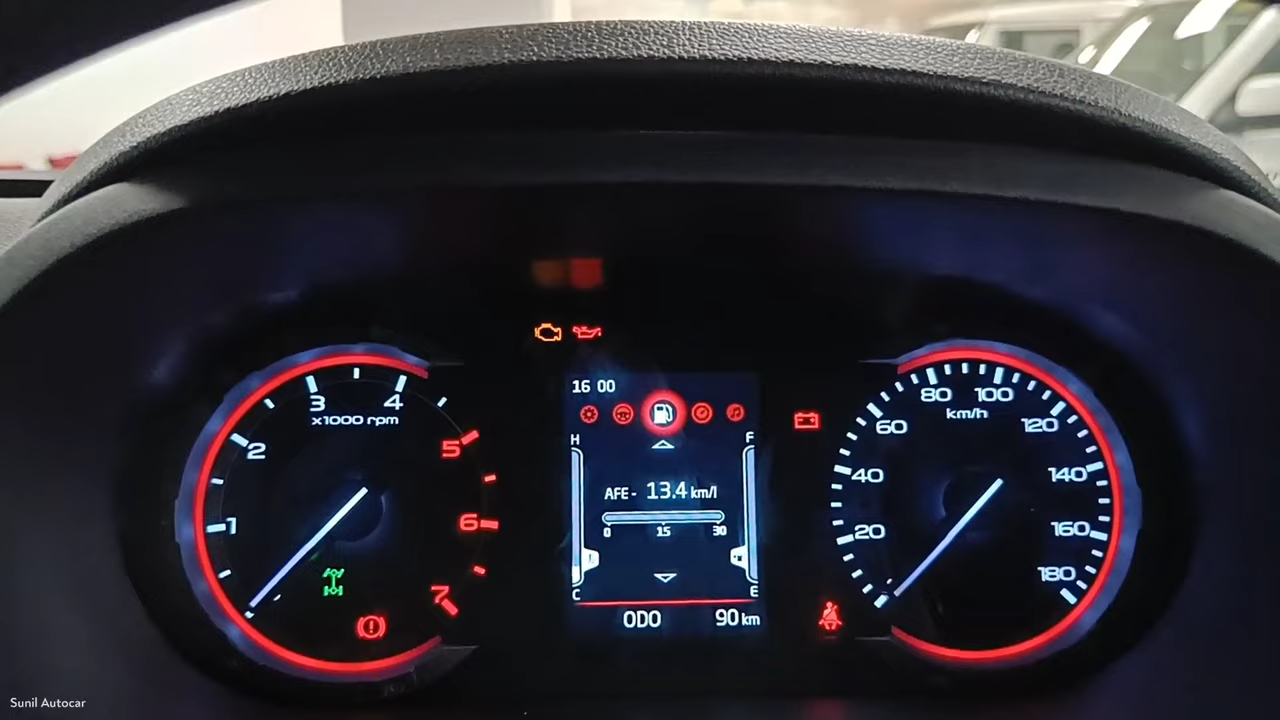 16 00
3 4
x1000 rpm
2
5
1
6
7
H F
AFE- 13.4 km/l
0 15 30
C E
ODO 90 km
80 100
km/h
60 120
40 140
20 160
180
Sunil Autocar